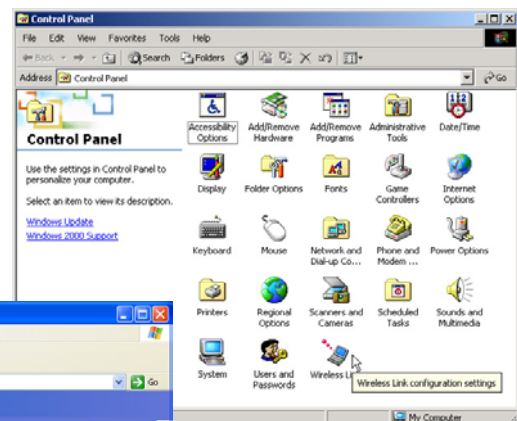 Control Panel
File Edit View Favorites Tools Help
Back Search Folders
Address Control Panel Go
Control Panel
Use the settings in Control Panel to
personalize your computer.
Select an item to view its description.
Windows Update
Windows 2000 Support
Accessibility Options
Add/Remove Hardware
Add/Remove Programs
Administrative Tools
Date/Time
Display
Folder Options
Fonts
Game Controllers
Internet Options
Keyboard
Mouse
Network and Dial-up Co...
Phone and Modem ...
Power Options
Printers
Regional Options
Scanners and Cameras
Scheduled Tasks
Sounds and Multimedia
System
Users and Passwords
Wireless Li
Wireless Link configuration settings
My Computer
Go